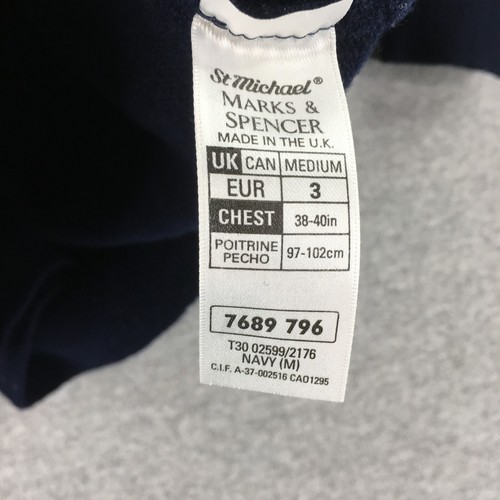 St Michael®
MARKS &
SPENCER
MADE IN THE U.K.
UK CAN MEDIUM
EUR 3
CHEST 38-40in
POITRINE
PECHO 97-102cm
7689 796
T30 02599/2176
NAVY (M)
C.I.F. A-37-002516 CAO1295